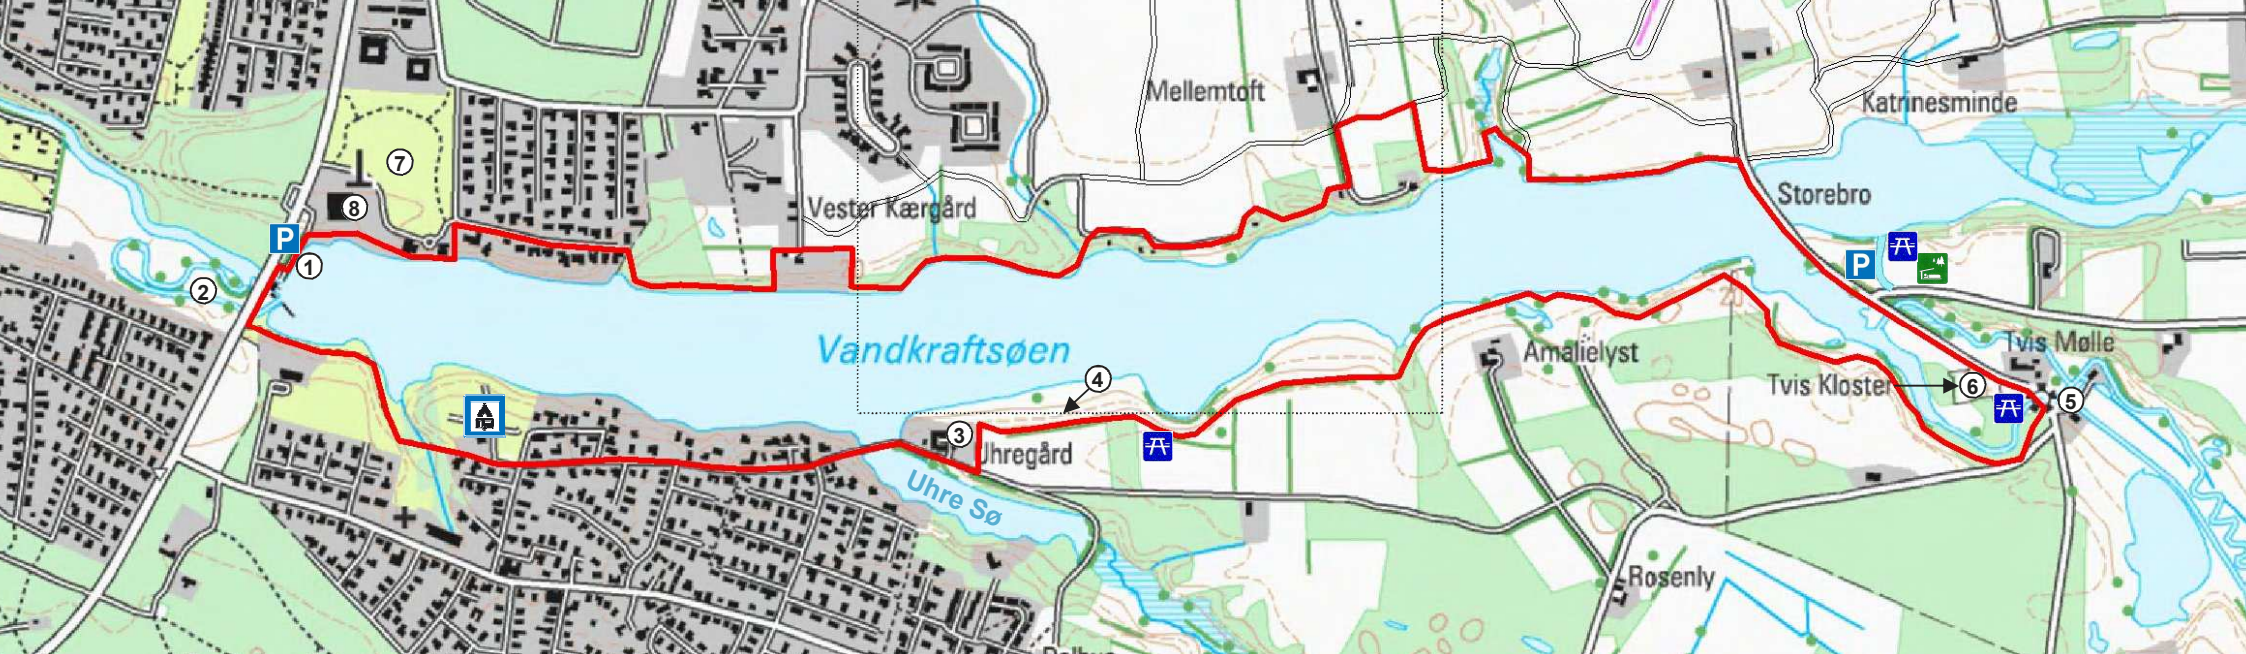 Mellemtoft
Katrinesminde
7
Storebro
8
Vester Kærgård
P
1
P
2
21
Tvis Mølle
Vandkraftsøen
Amalielyst
4
Tvis Kloster
6
5
3
Uhregård
Uhre Sø
Rosenly